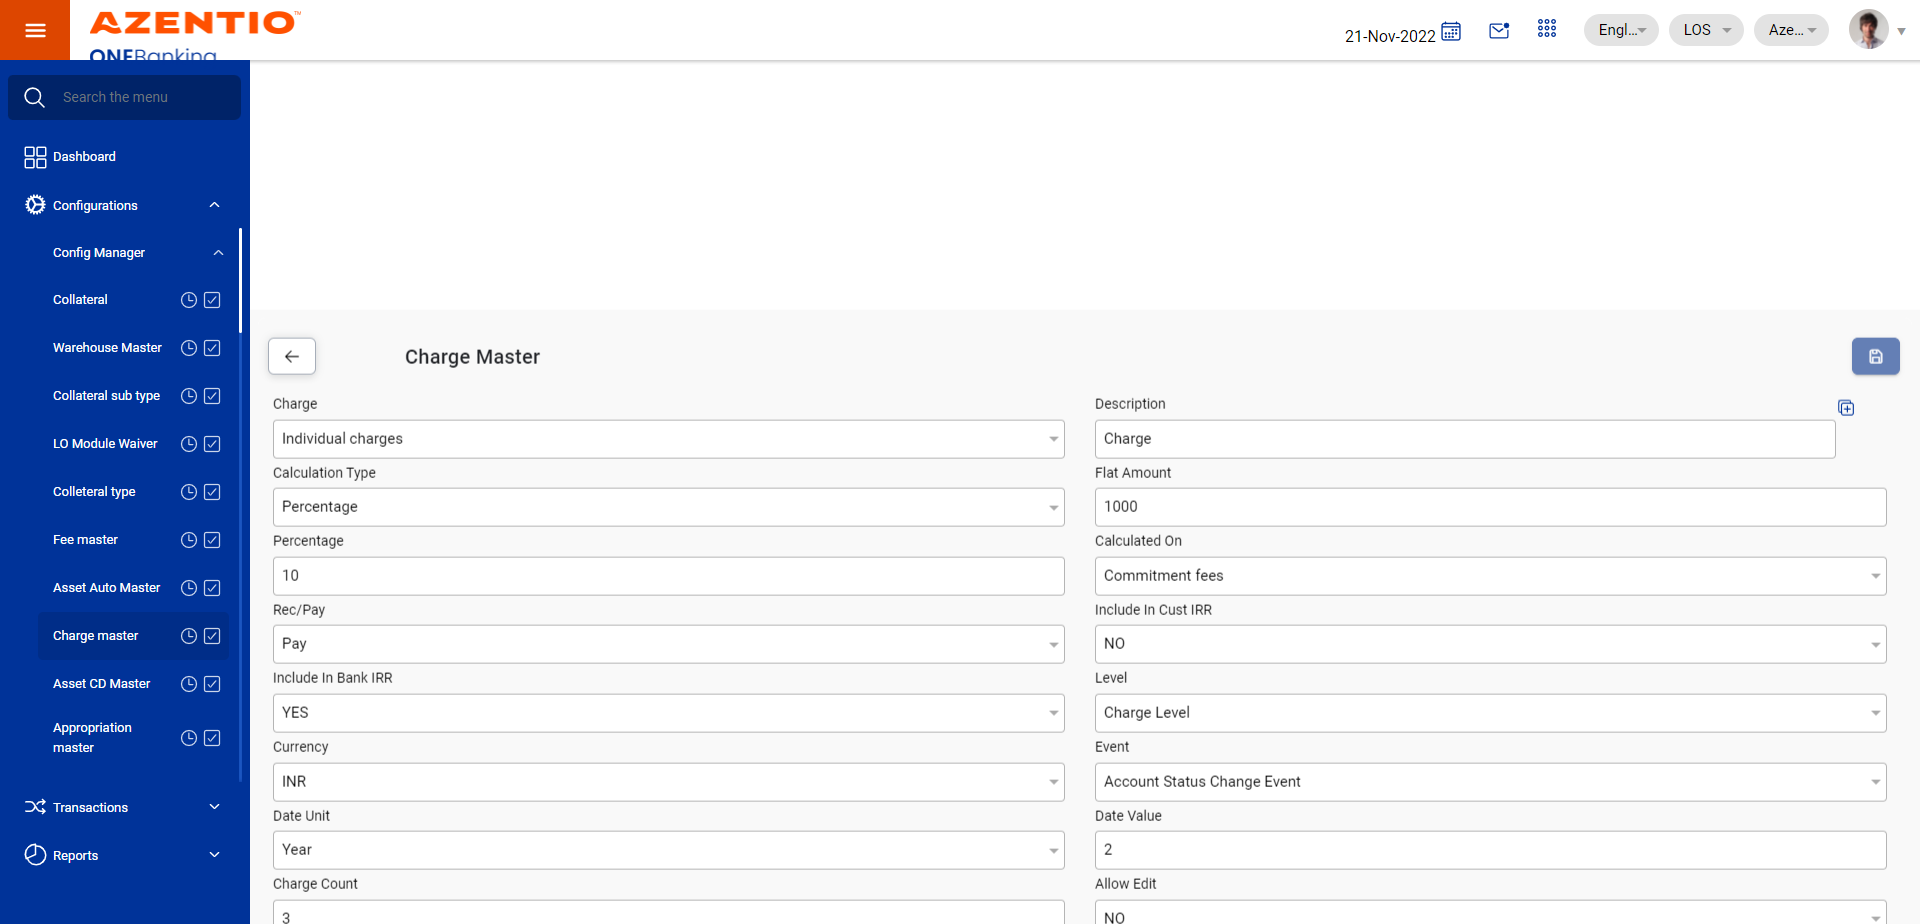 AZENTIO™
ONEBanking
21-Nov-2022
Engl...
LOS
Aze...
Search the menu
Dashboard
Configurations
Config Manager
Collateral
Warehouse Master
Collateral sub type
LO Module Waiver
Colleteral type
Fee master
Asset Auto Master
Charge master
Asset CD Master
Appropriation
master
Transactions
Reports
Charge Master
Charge
Individual charges
Description
Charge
Calculation Type
Percentage
Flat Amount
1000
Percentage
10
Calculated On
Commitment fees
Rec/Pay
Pay
Include In Cust IRR
NO
Include In Bank IRR
YES
Level
Charge Level
Currency
INR
Event
Account Status Change Event
Date Unit
Year
Date Value
2
Charge Count
3
Allow Edit
NO